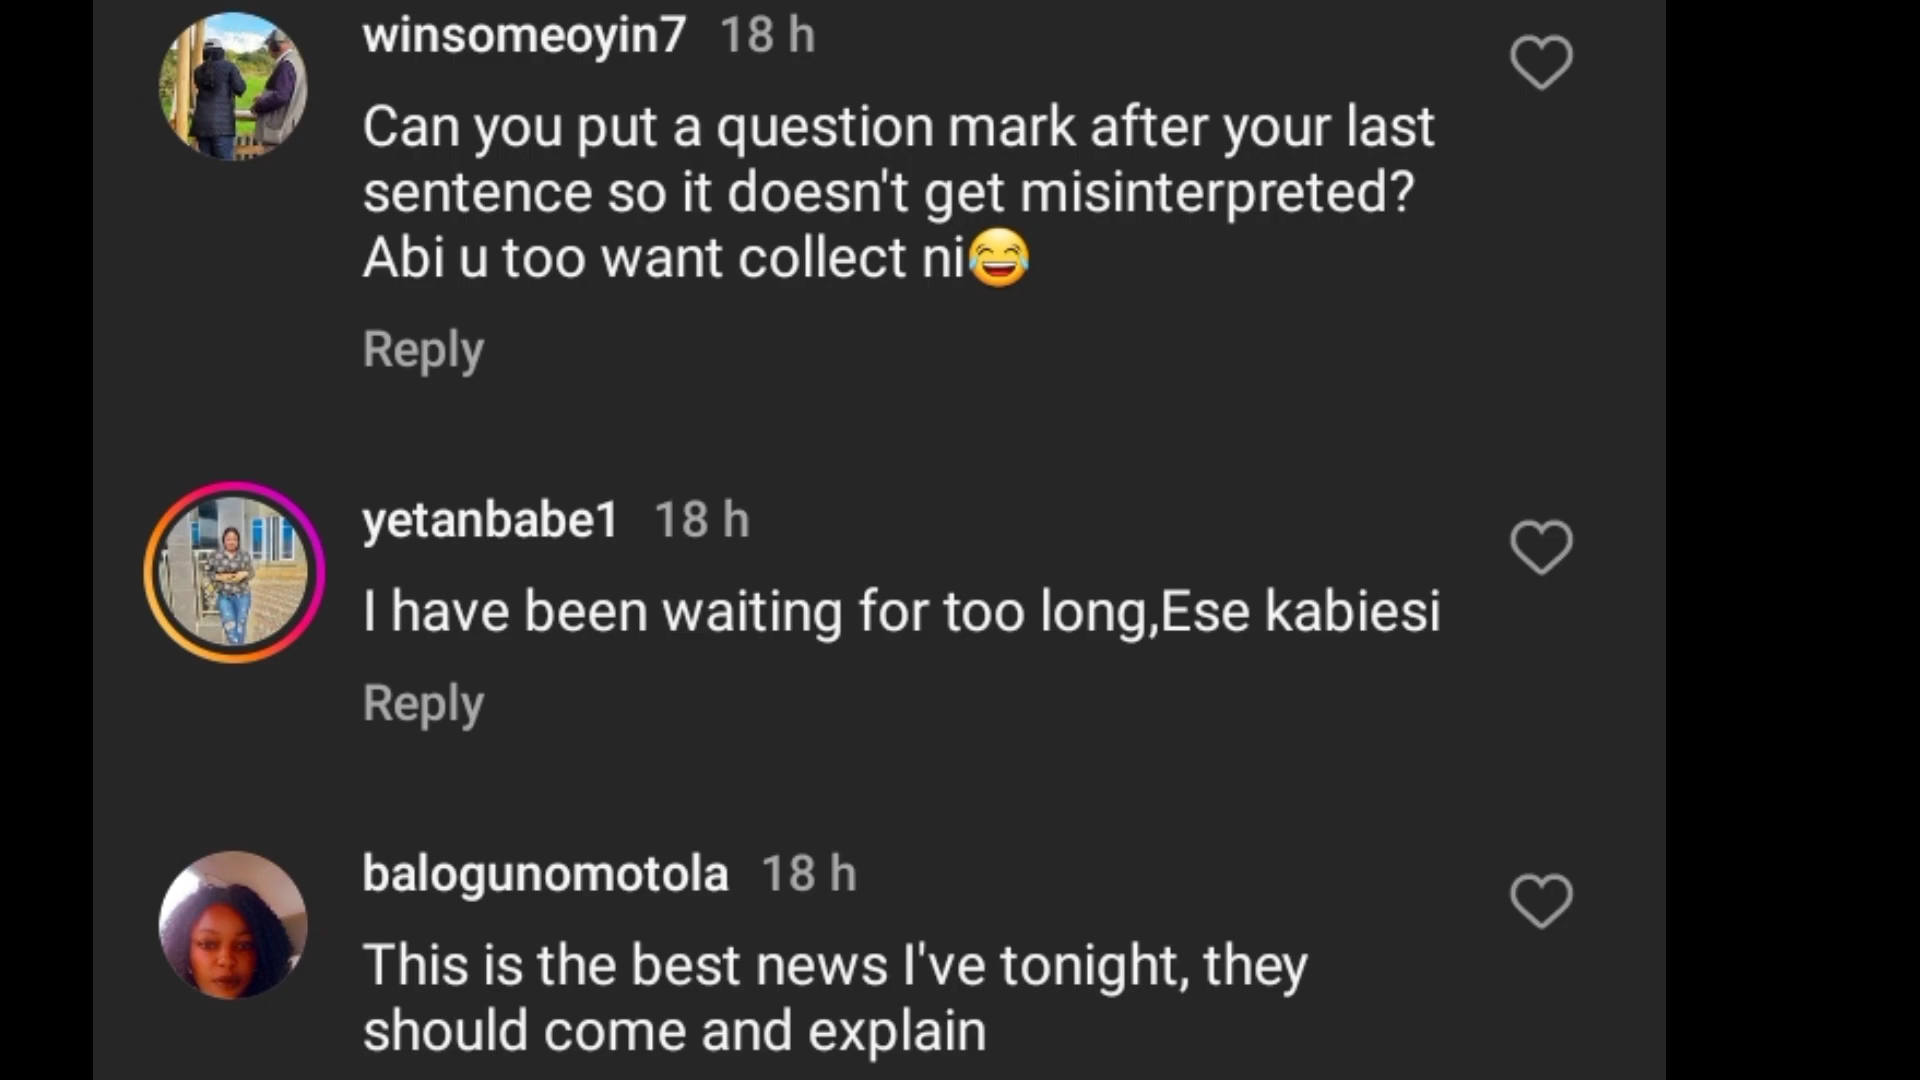 winsomeoyin7 18 h
Can you put a question mark after your last
sentence so it doesn't get misinterpreted?
Abi u too want collect ni😂
Reply
yetanbabe1 18 h
I have been waiting for too long,Ese kabiesi
Reply
balogunomotola 18 h
This is the best news I've tonight, they
should come and explain